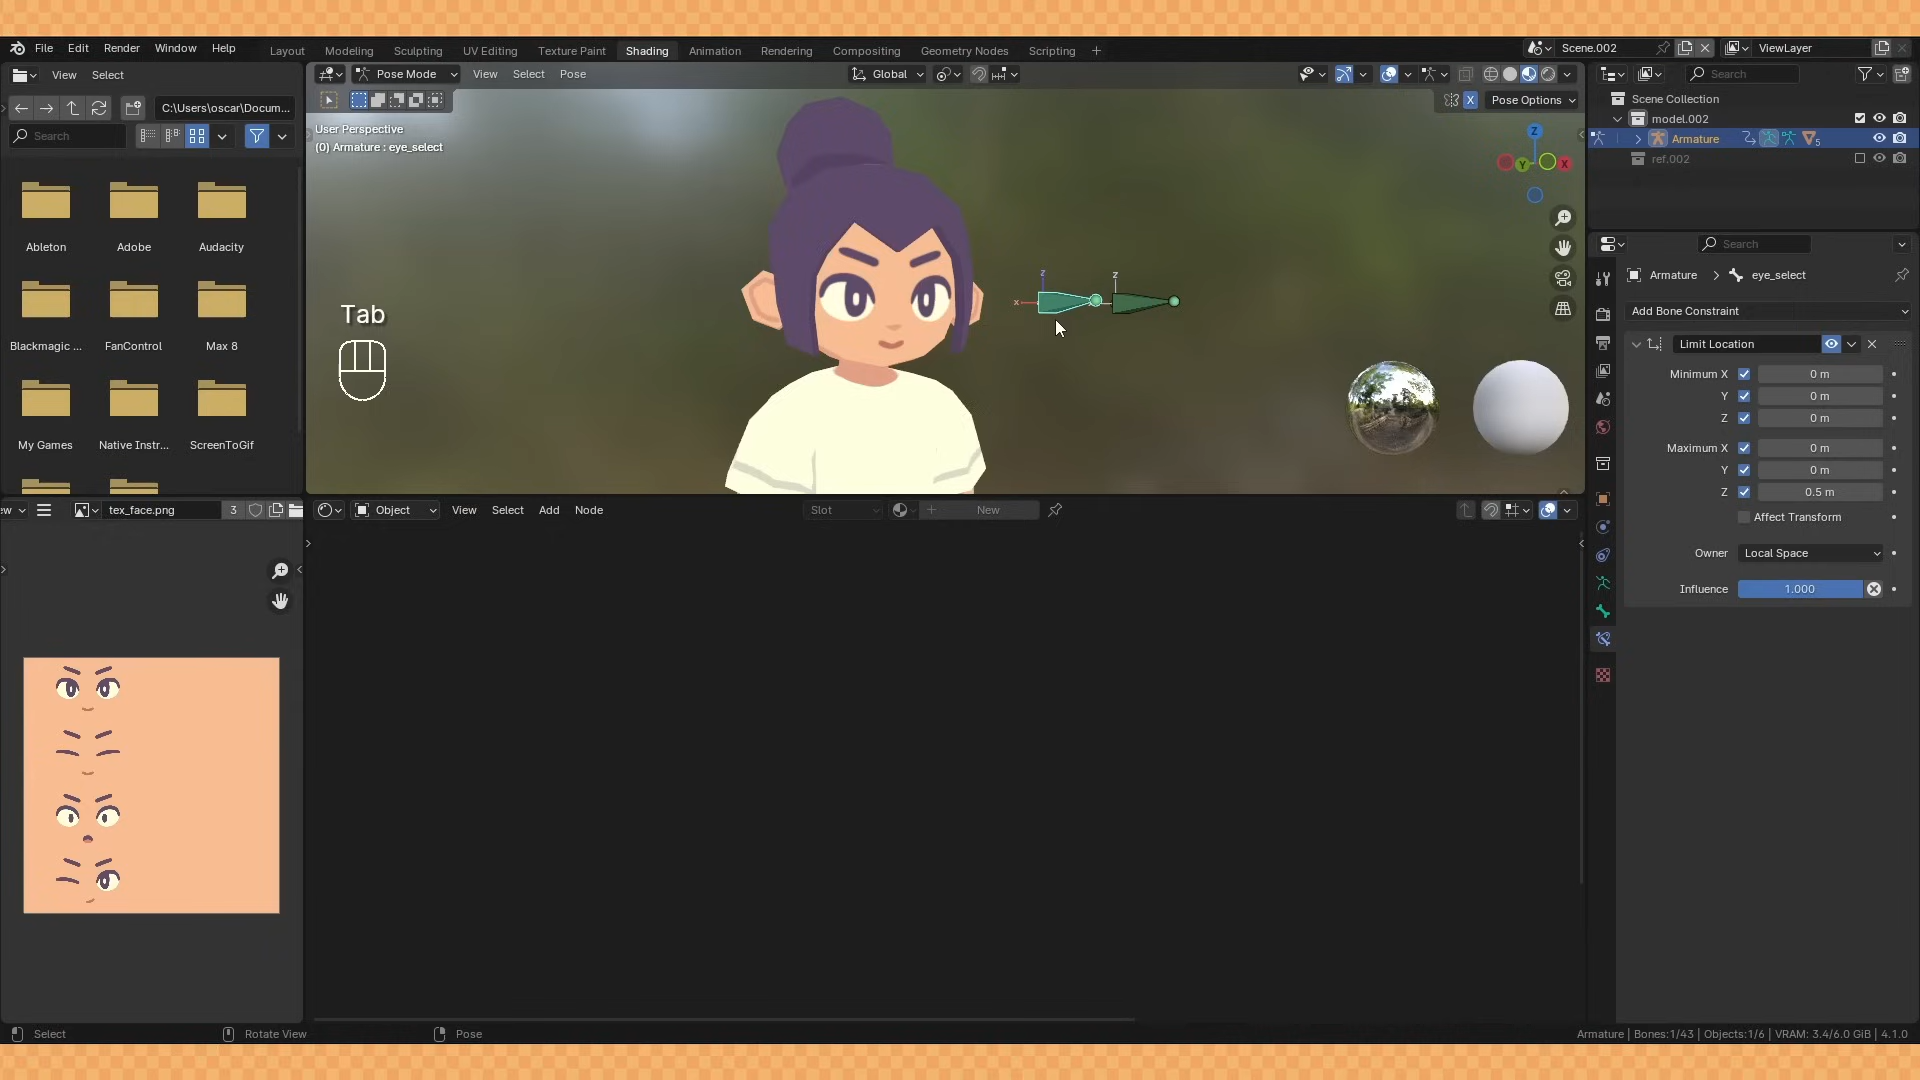 File Edit Render Window Help
Layout Modeling Sculpting UV Editing Texture Paint Shading Animation Rendering Compositing Geometry Nodes Scripting +
Scene.002
ViewLayer
View Select
Pose Mode View Select Pose
Global
Search
C:\Users\oscar\Docum...
Search
X
Pose Options
User Perspective
(0) Armature : eye_select
Z
Y
X
Scene Collection
model.002
Armature
5
ref.002
Ableton Adobe Audacity
Blackmagic ... FanControl Max 8
My Games Native Instr... ScreenToGif
Tab
z
x
z
Search
Armature > eye_select
Add Bone Constraint
Limit Location
Minimum X 0 m
Y 0 m
Z 0 m
Maximum X 0 m
Y 0 m
Z 0.5 m
Affect Transform
Owner Local Space
Influence 1.000
ew
tex_face.png 3
Object View Select Add Node
Slot
New
Select
Rotate View
Pose
Armature | Bones:1/43 | Objects:1/6 | VRAM: 3.4/6.0 GiB | 4.1.0